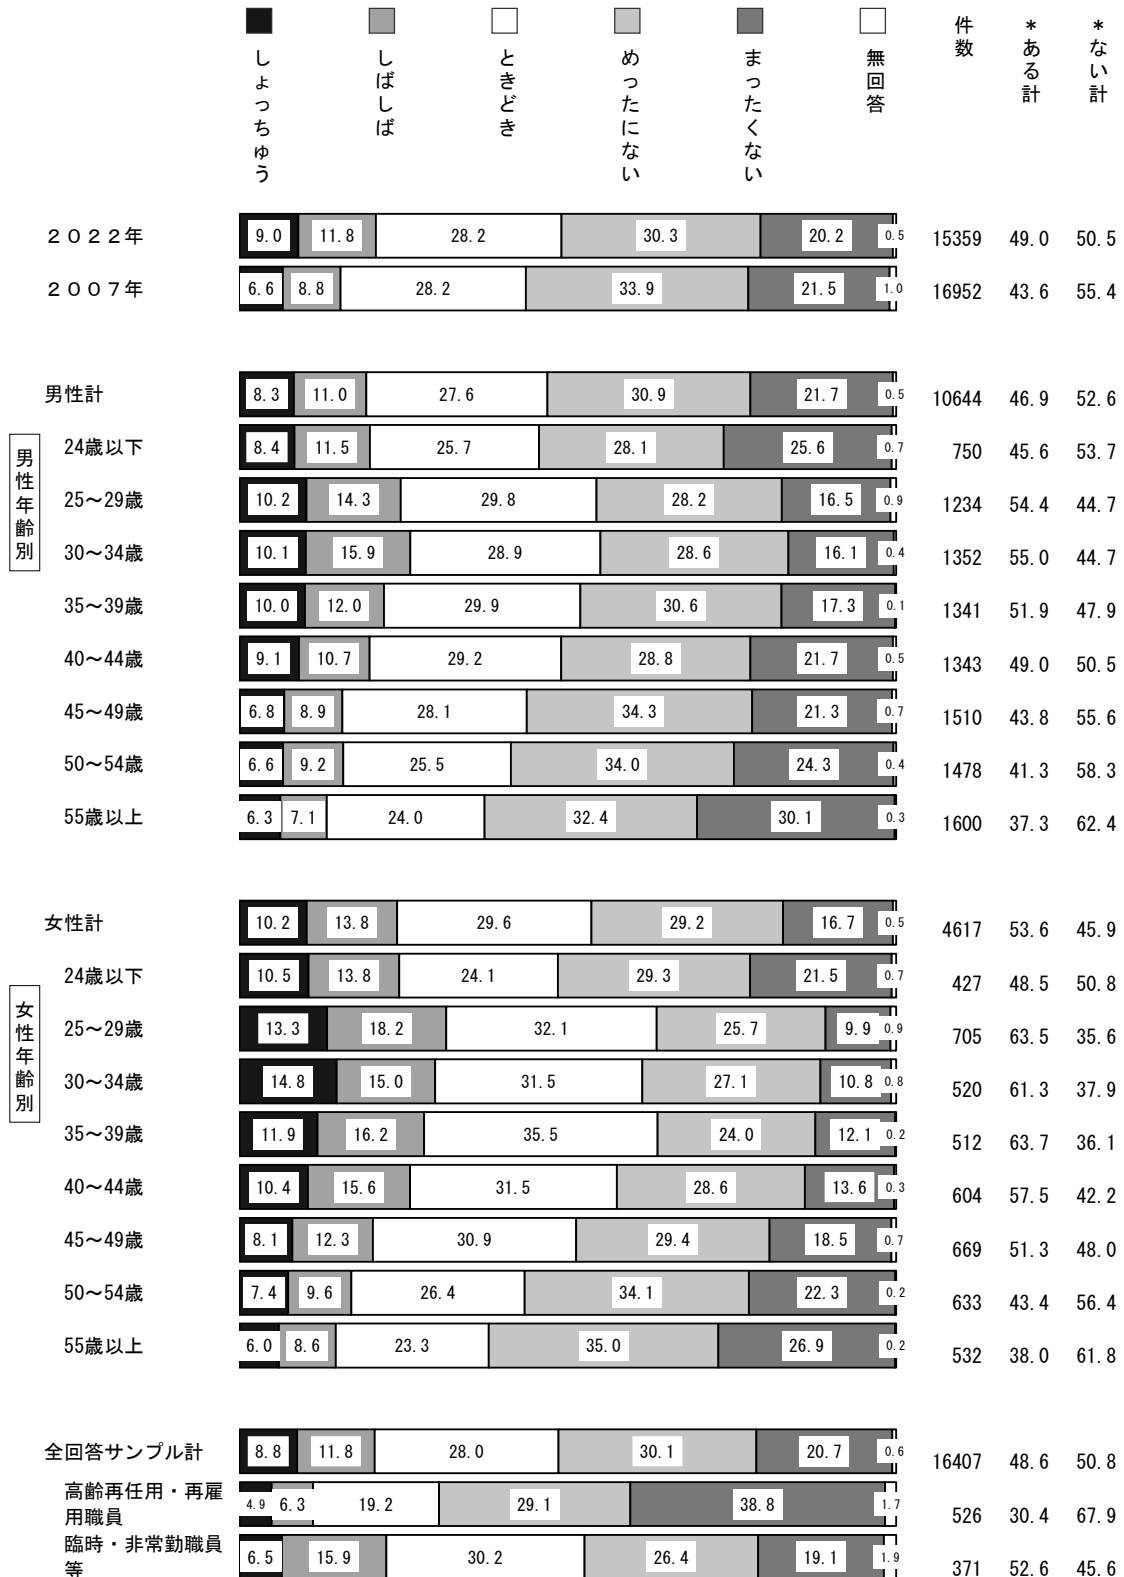 しょっちゅう
しばしば
ときどき
めったにない
まったくない
無回答
件数
*ある計
*ない計
２０２２年 9.0 11.8 28.2 30.3 20.2 0.5 15359 49.0 50.5
２００７年 6.6 8.8 28.2 33.9 21.5 1.0 16952 43.6 55.4
男性計 8.3 11.0 27.6 30.9 21.7 0.5 10644 46.9 52.6
男性年齢別
24歳以下 8.4 11.5 25.7 28.1 25.6 0.7 750 45.6 53.7
25～29歳 10.2 14.3 29.8 28.2 16.5 0.9 1234 54.4 44.7
30～34歳 10.1 15.9 28.9 28.6 16.1 0.4 1352 55.0 44.7
35～39歳 10.0 12.0 29.9 30.6 17.3 0.1 1341 51.9 47.9
40～44歳 9.1 10.7 29.2 28.8 21.7 0.5 1343 49.0 50.5
45～49歳 6.8 8.9 28.1 34.3 21.3 0.7 1510 43.8 55.6
50～54歳 6.6 9.2 25.5 34.0 24.3 0.4 1478 41.3 58.3
55歳以上 6.3 7.1 24.0 32.4 30.1 0.3 1600 37.3 62.4
女性計 10.2 13.8 29.6 29.2 16.7 0.5 4617 53.6 45.9
女性年齢別
24歳以下 10.5 13.8 24.1 29.3 21.5 0.7 427 48.5 50.8
25～29歳 13.3 18.2 32.1 25.7 9.9 0.9 705 63.5 35.6
30～34歳 14.8 15.0 31.5 27.1 10.8 0.8 520 61.3 37.9
35～39歳 11.9 16.2 35.5 24.0 12.1 0.2 512 63.7 36.1
40～44歳 10.4 15.6 31.5 28.6 13.6 0.3 604 57.5 42.2
45～49歳 8.1 12.3 30.9 29.4 18.5 0.7 669 51.3 48.0
50～54歳 7.4 9.6 26.4 34.1 22.3 0.2 633 43.4 56.4
55歳以上 6.0 8.6 23.3 35.0 26.9 0.2 532 38.0 61.8
全回答サンプル計 8.8 11.8 28.0 30.1 20.7 0.6 16407 48.6 50.8
高齢再任用・再雇
用職員 4.9 6.3 19.2 29.1 38.8 1.7 526 30.4 67.9
臨時・非常勤職員
等 6.5 15.9 30.2 26.4 19.1 1.9 371 52.6 45.6